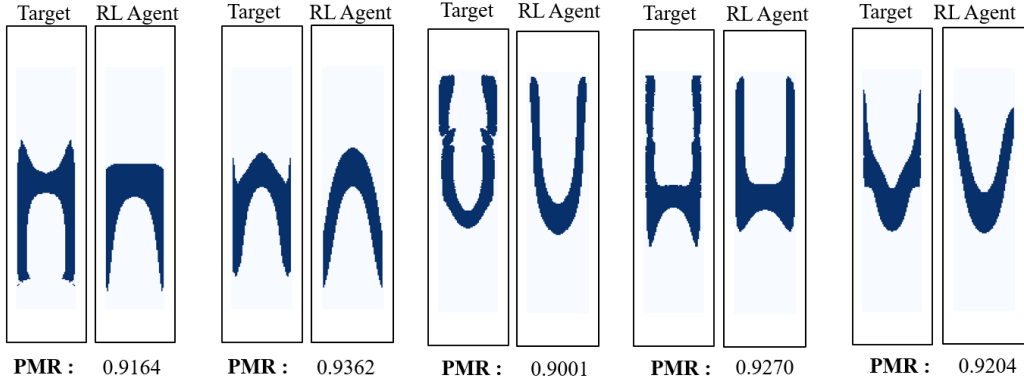 Target RL Agent Target RL Agent Target RL Agent Target RL Agent Target RL Agent
PMR : 0.9164 PMR : 0.9362 PMR : 0.9001 PMR : 0.9270 PMR : 0.9204